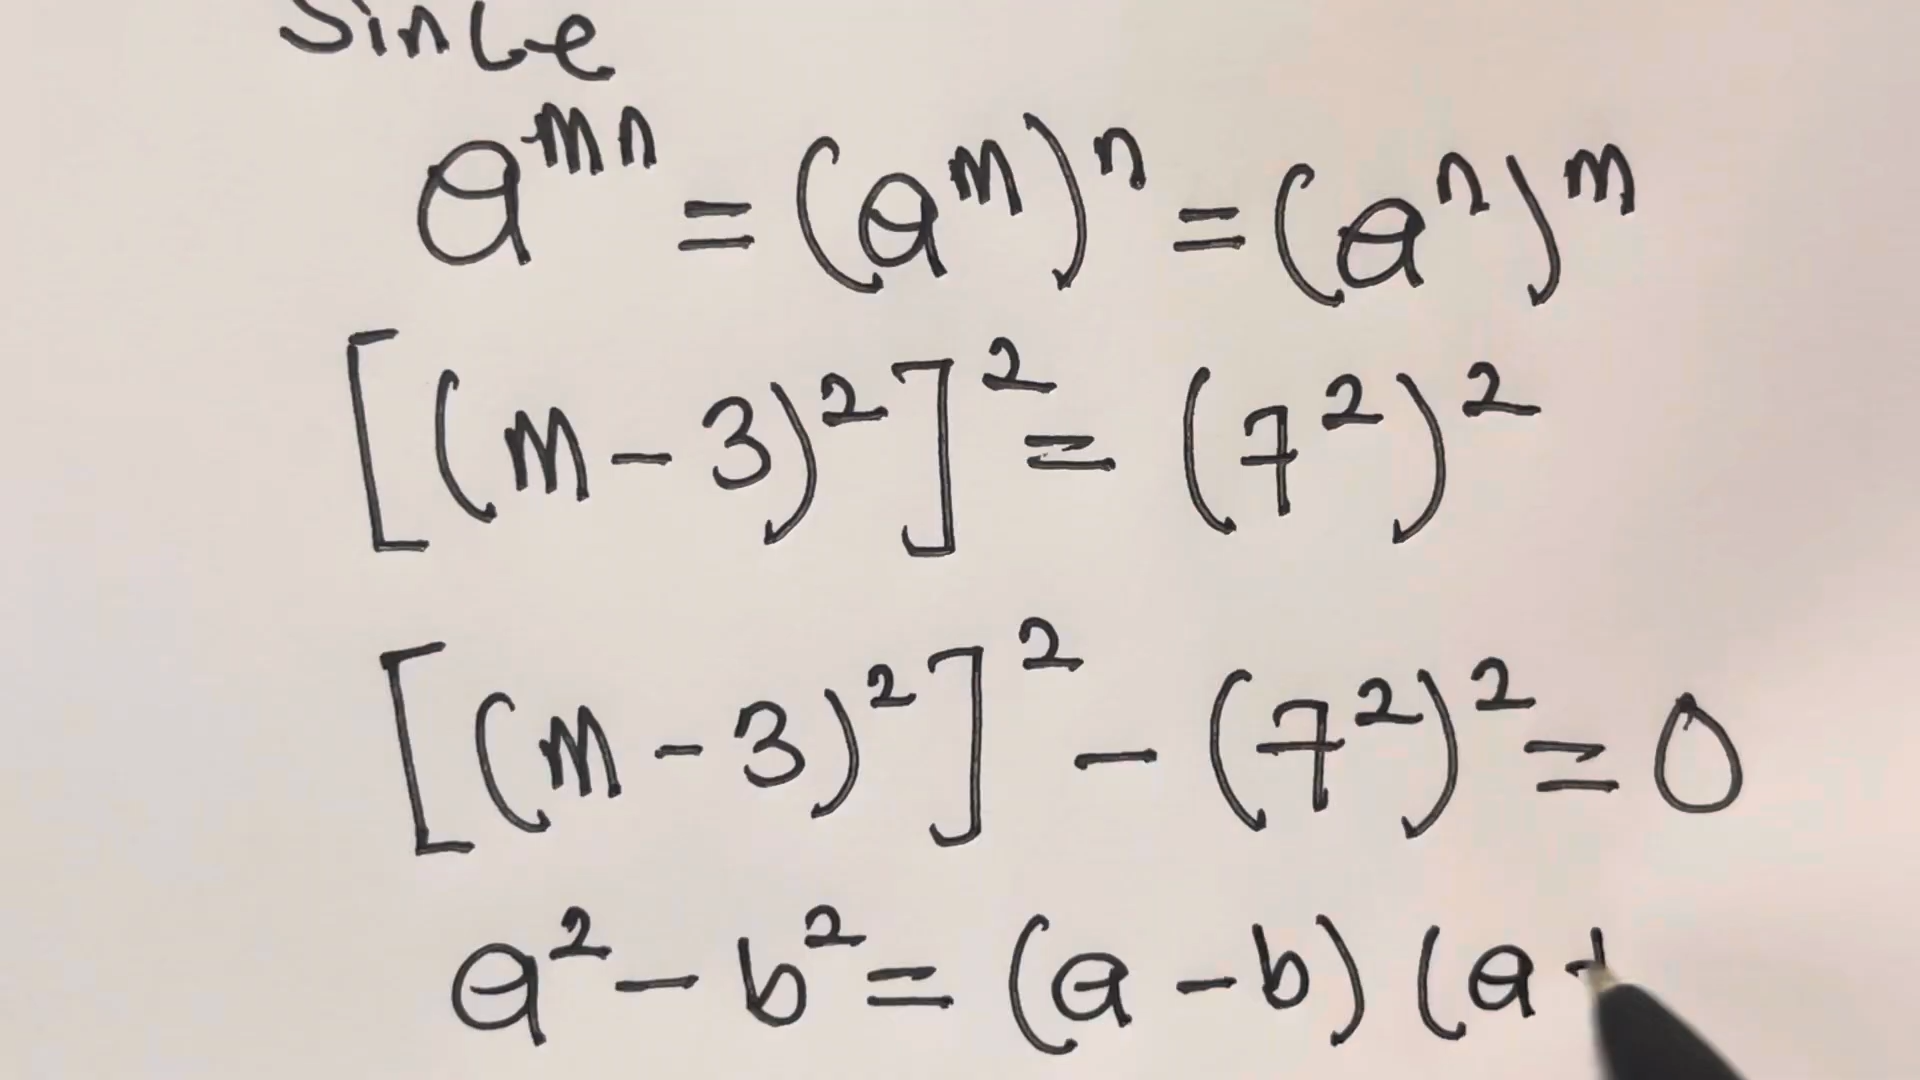 Since
a^mn = (a^m)^n = (a^n)^m
[(m-3)^2]^2 = (7^2)^2
[(m-3)^2]^2 - (7^2)^2 = 0
a^2 - b^2 = (a - b) (a +